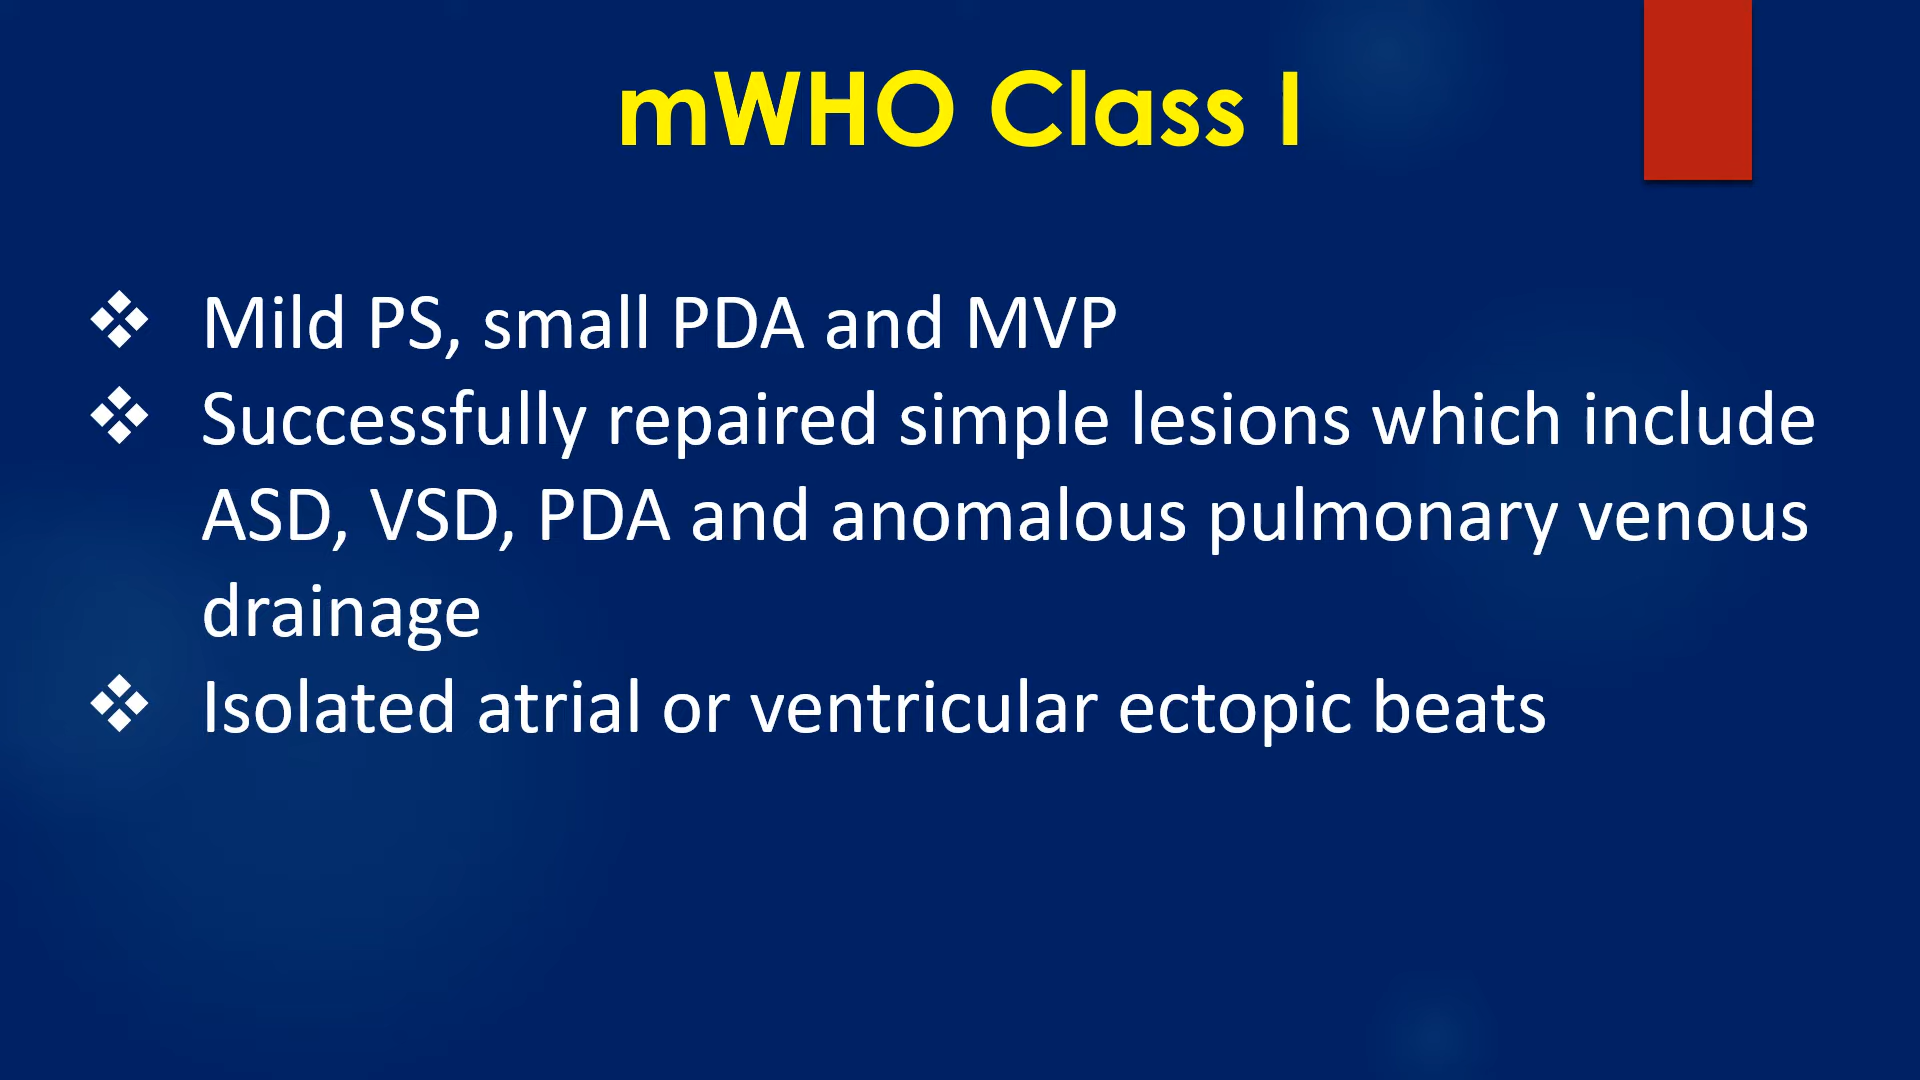 mWHO Class I
❖ Mild PS, small PDA and MVP
❖ Successfully repaired simple lesions which include
ASD, VSD, PDA and anomalous pulmonary venous
drainage
❖ Isolated atrial or ventricular ectopic beats